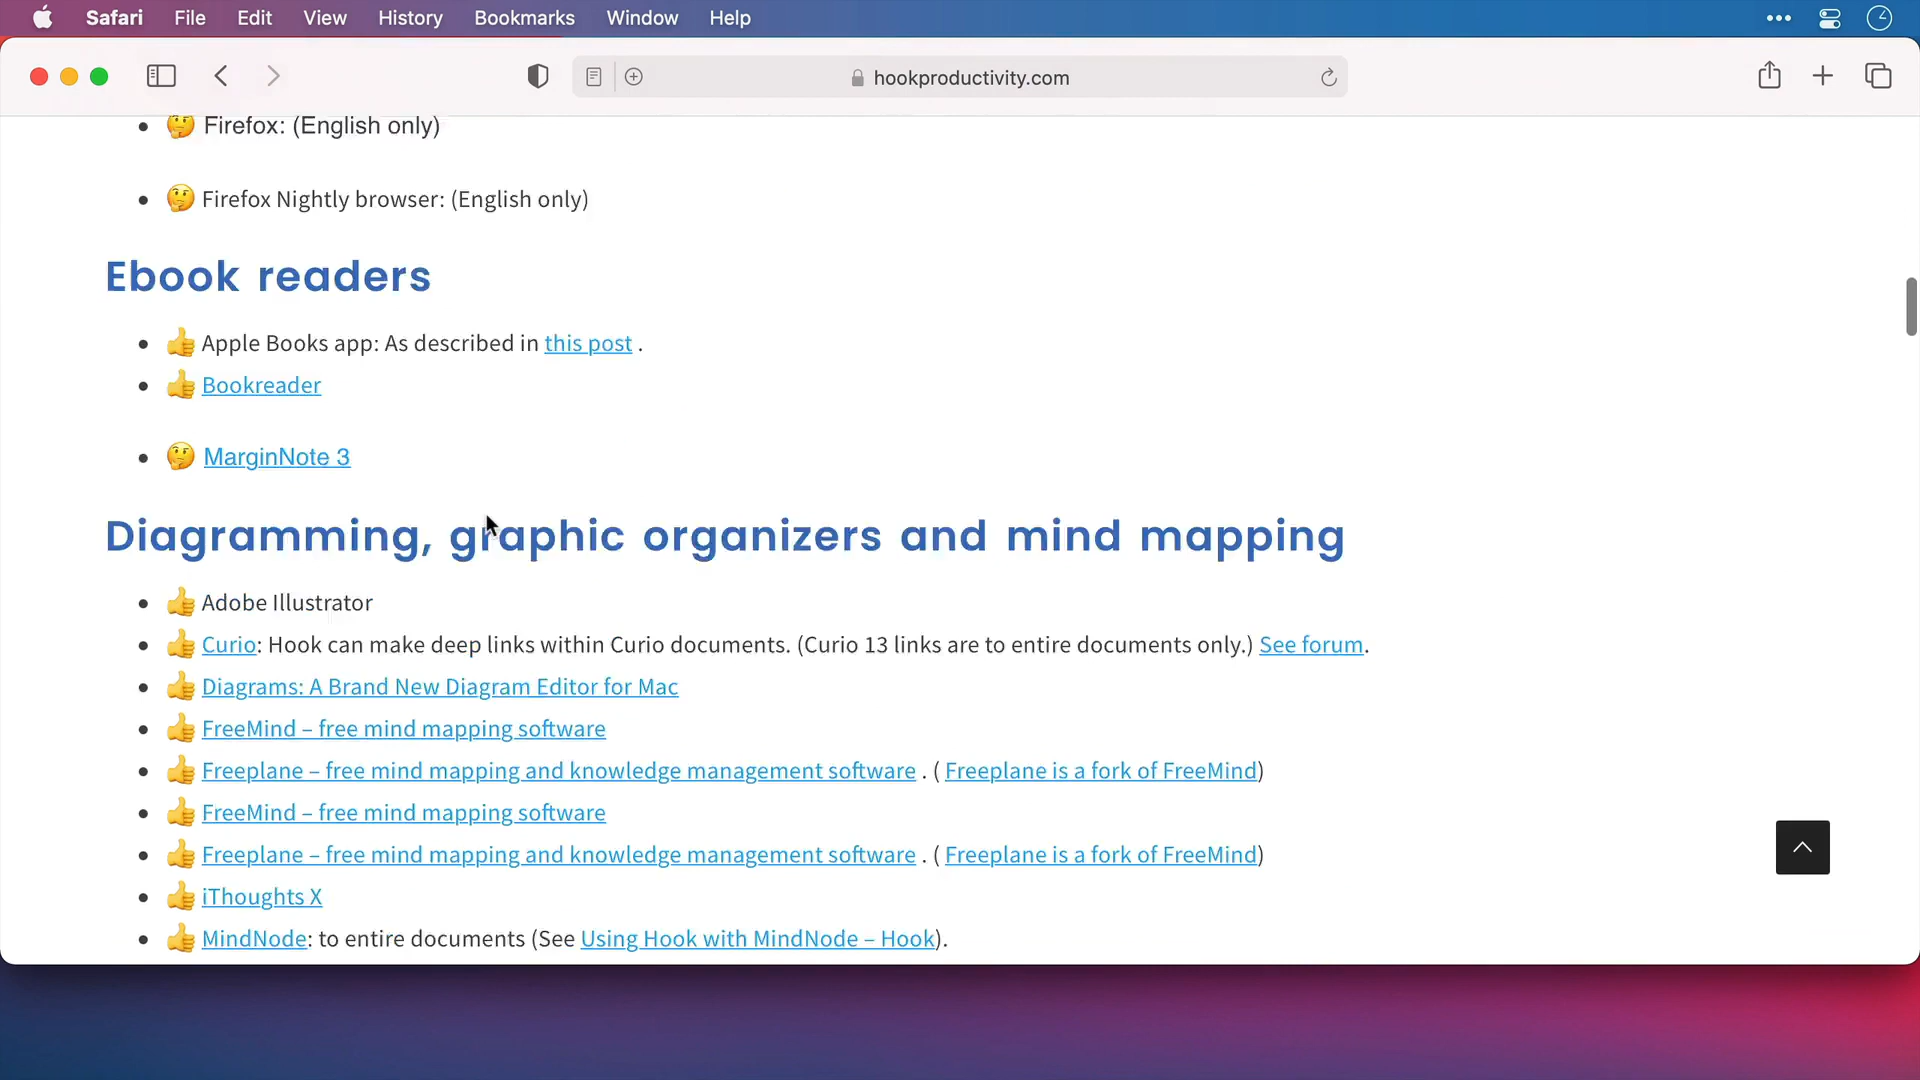 Safari File Edit View History Bookmarks Window Help
hookproductivity.com
Firefox: (English only)
Firefox Nightly browser: (English only)
Ebook readers
Apple Books app: As described in this post .
Bookreader
MarginNote 3
Diagramming, graphic organizers and mind mapping
Adobe Illustrator
Curio: Hook can make deep links within Curio documents. (Curio 13 links are to entire documents only.) See forum.
Diagrams: A Brand New Diagram Editor for Mac
FreeMind – free mind mapping software
Freeplane – free mind mapping and knowledge management software . ( Freeplane is a fork of FreeMind)
FreeMind – free mind mapping software
Freeplane – free mind mapping and knowledge management software . ( Freeplane is a fork of FreeMind)
iThoughts X
MindNode: to entire documents (See Using Hook with MindNode – Hook).